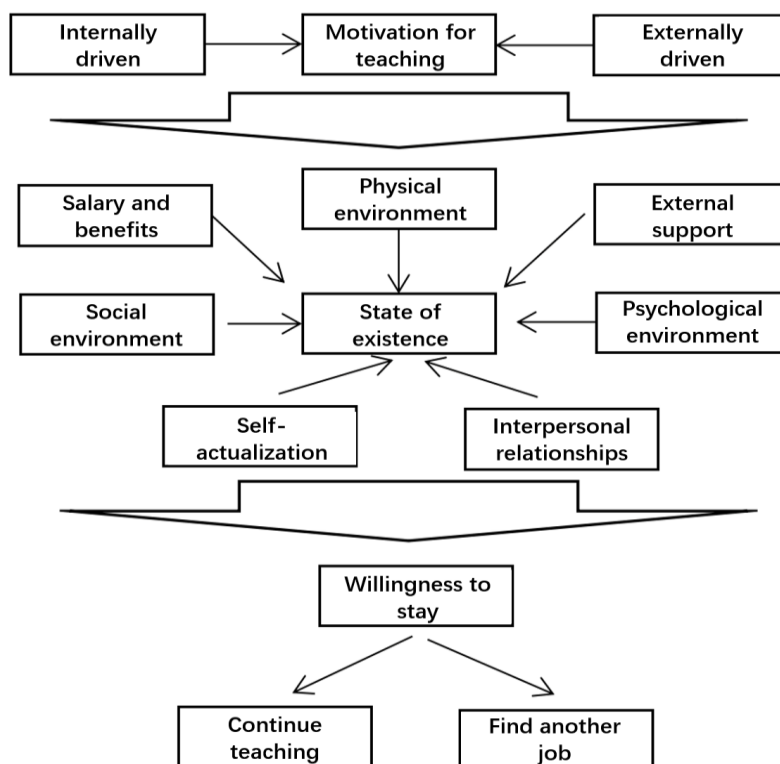 Internally
driven
Motivation for
teaching
Externally
driven
Salary and
benefits
Physical
environment
External
support
Social
environment
State of
existence
Psychological
environment
Self-
actualization
Interpersonal
relationships
Willingness to
stay
Continue
teaching
Find another
job